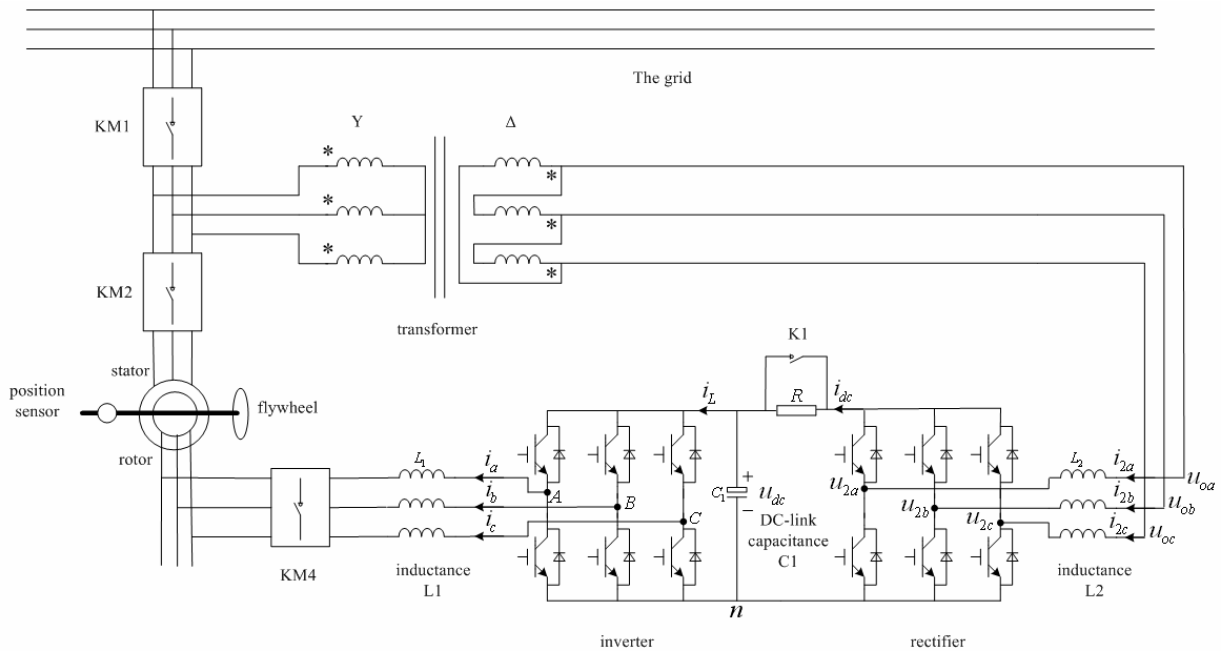 The grid
KM1
Y
Δ
*
*
*
*
*
*
KM2
transformer
K1
stator
position
sensor
flywheel
rotor
i_L
R
i_dc
L_1
i_a
i_b
i_c
A
B
C
C_1
+
−
u_dc
DC-link
capacitance
C1
u_2a
u_2b
u_2c
L_2
i_2a
i_2b
i_2c
u_oa
u_ob
u_oc
KM4
inductance
L1
n
inductance
L2
inverter
rectifier